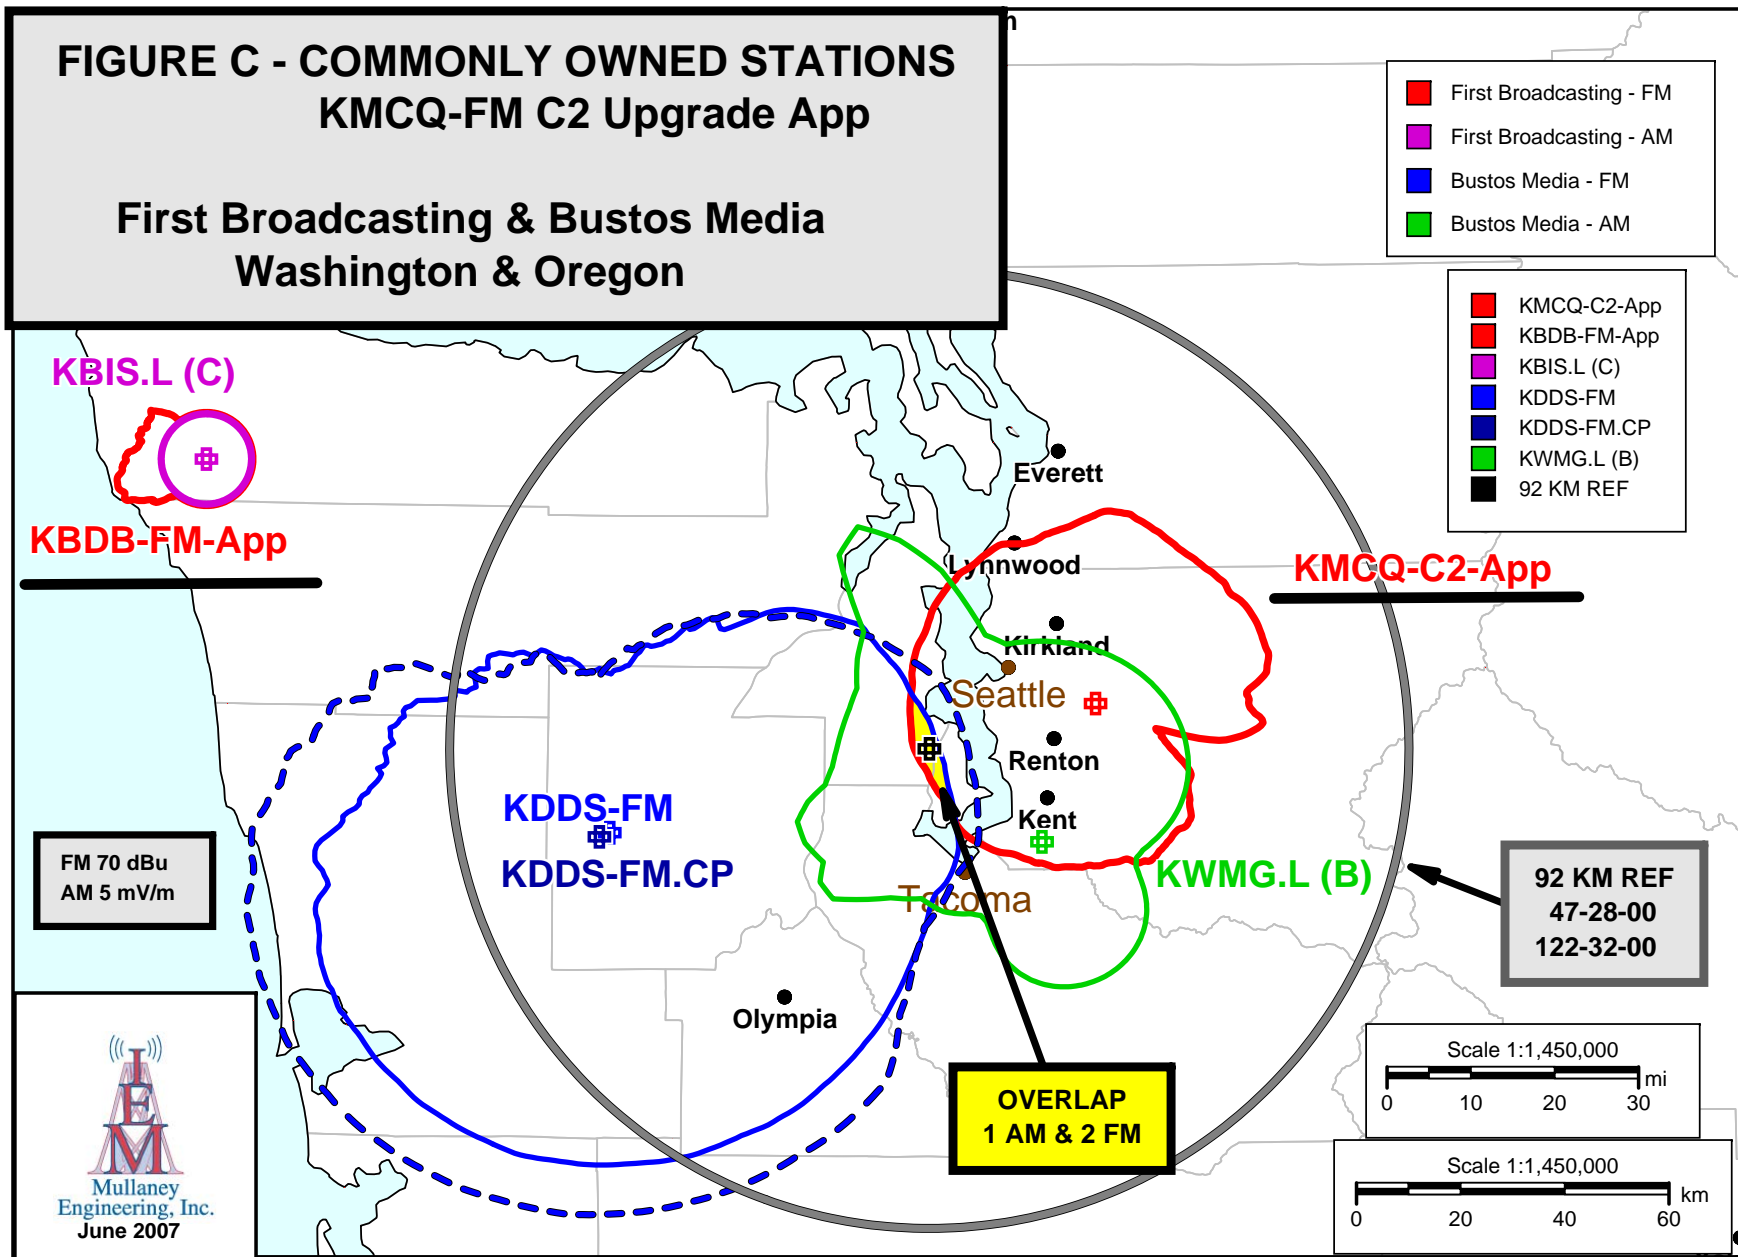 FIGURE C - COMMONLY OWNED STATIONS
KMCQ-FM C2 Upgrade App
First Broadcasting & Bustos Media
Washington & Oregon
First Broadcasting - FM
First Broadcasting - AM
Bustos Media - FM
Bustos Media - AM
KMCQ-C2-App
KBDB-FM-App
KBIS.L (C)
KDDS-FM
KDDS-FM.CP
KWMG.L (B)
92 KM REF
KBIS.L (C)
KBDB-FM-App
Everett
Lynnwood
KMCQ-C2-App
Kirkland
Seattle
Renton
KDDS-FM
Kent
KDDS-FM.CP
KWMG.L (B)
Tacoma
FM 70 dBu
AM 5 mV/m
92 KM REF
47-28-00
122-32-00
Olympia
OVERLAP
1 AM & 2 FM
Scale 1:1,450,000
mi
0 10 20 30
Scale 1:1,450,000
km
0 20 40 60
IEM
Mullaney
Engineering, Inc.
June 2007